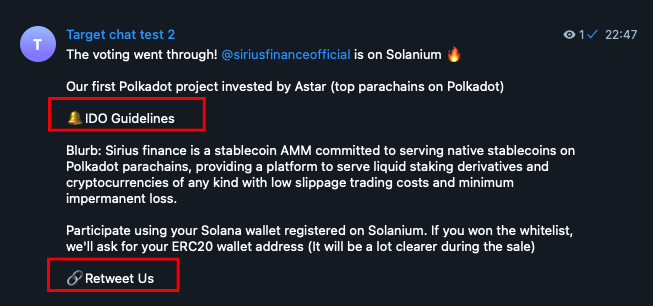 T
Target chat test 2
1 22:47
The voting went through! @siriusfinanceofficial is on Solanium 🔥
Our first Polkadot project invested by Astar (top parachains on Polkadot)
🔔IDO Guidelines
Blurb: Sirius finance is a stablecoin AMM committed to serving native stablecoins on
Polkadot parachains, providing a platform to serve liquid staking derivatives and
cryptocurrencies of any kind with low slippage trading costs and minimum
impermanent loss.
Participate using your Solana wallet registered on Solanium. If you won the whitelist,
we'll ask for your ERC20 wallet address (It will be a lot clearer during the sale)
🔗Retweet Us